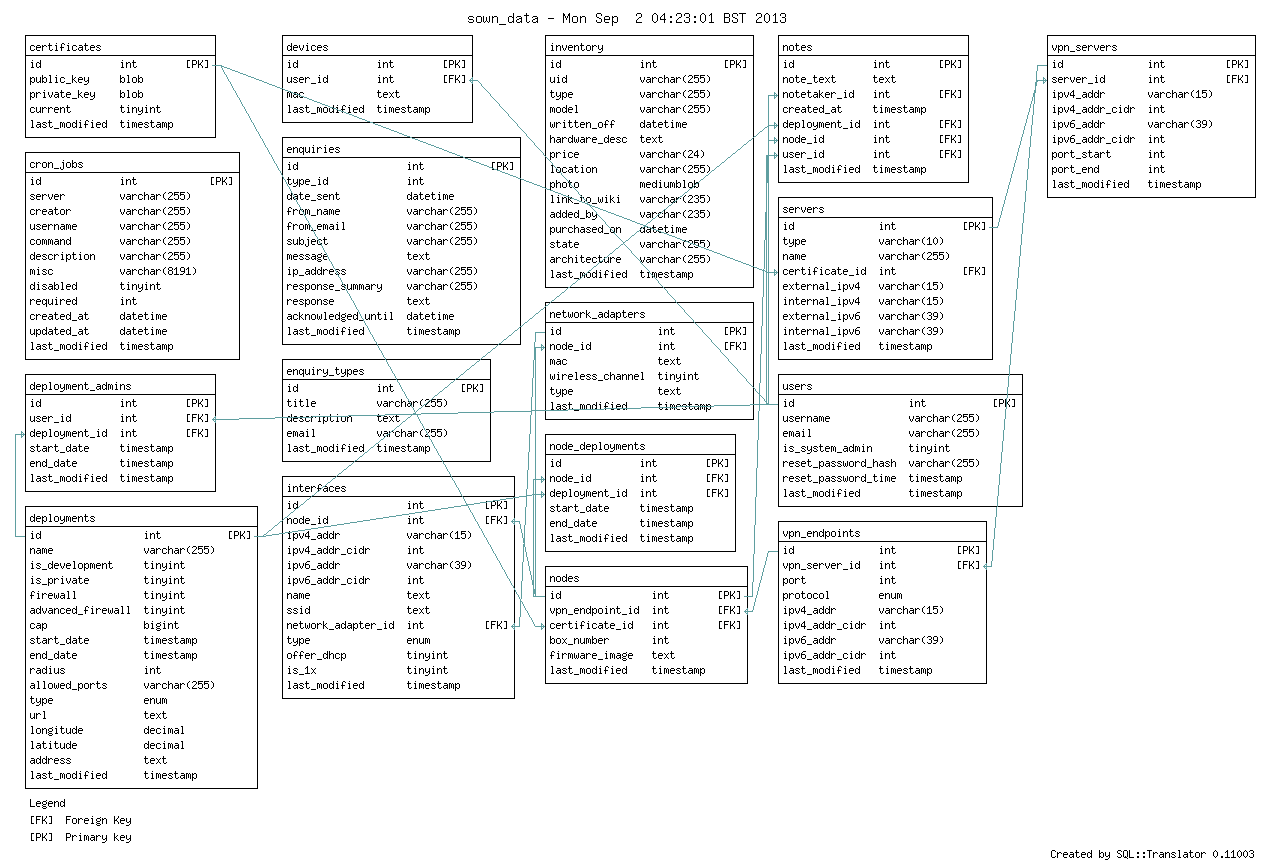 sown_data - Mon Sep  2 04:23:01 BST 2013
certificates
id int [PK]
public_key blob
private_key blob
current tinyint
last_modified timestamp
cron_jobs
id int [PK]
server varchar(255)
creator varchar(255)
username varchar(255)
command varchar(255)
description varchar(255)
misc varchar(8191)
disabled tinyint
required int
created_at datetime
updated_at datetime
last_modified timestamp
deployment_admins
id int [PK]
user_id int [FK]
deployment_id int [FK]
start_date timestamp
end_date timestamp
last_modified timestamp
deployments
id int [PK]
name varchar(255)
is_development tinyint
is_private tinyint
firewall tinyint
advanced_firewall tinyint
cap bigint
start_date timestamp
end_date timestamp
radius int
allowed_ports varchar(255)
type enum
url text
longitude decimal
latitude decimal
address text
last_modified timestamp
Legend
[FK] Foreign Key
[PK] Primary key
devices
id int [PK]
user_id int [FK]
mac text
last_modified timestamp
enquiries
id int [PK]
type_id int
date_sent datetime
from_name varchar(255)
from_email varchar(255)
subject varchar(255)
message text
ip_address varchar(255)
response_summary varchar(255)
response text
acknowledged_until datetime
last_modified timestamp
enquiry_types
id int [PK]
title varchar(255)
description text
email varchar(255)
last_modified timestamp
interfaces
id int [PK]
node_id int [FK]
ipv4_addr varchar(15)
ipv4_addr_cidr int
ipv6_addr varchar(39)
ipv6_addr_cidr int
name text
ssid text
network_adapter_id int [FK]
type enum
offer_dhcp tinyint
is_1x tinyint
last_modified timestamp
inventory
id int [PK]
uid varchar(255)
type varchar(255)
model varchar(255)
written_off datetime
hardware_desc text
price varchar(24)
location varchar(255)
photo mediumblob
link_to_wiki varchar(235)
added_by varchar(235)
purchased_on datetime
state varchar(255)
architecture varchar(255)
last_modified timestamp
network_adapters
id int [PK]
node_id int [FK]
mac text
wireless_channel tinyint
type text
last_modified timestamp
node_deployments
id int [PK]
node_id int [FK]
deployment_id int [FK]
start_date timestamp
end_date timestamp
last_modified timestamp
nodes
id int [PK]
vpn_endpoint_id int [FK]
certificate_id int [FK]
box_number int
firmware_image text
last_modified timestamp
notes
id int [PK]
note_text text
notetaker_id int [FK]
created_at timestamp
deployment_id int [FK]
node_id int [FK]
user_id int [FK]
last_modified timestamp
servers
id int [PK]
type varchar(10)
name varchar(255)
certificate_id int [FK]
external_ipv4 varchar(15)
internal_ipv4 varchar(15)
external_ipv6 varchar(39)
internal_ipv6 varchar(39)
last_modified timestamp
users
id int [PK]
username varchar(255)
email varchar(255)
is_system_admin tinyint
reset_password_hash varchar(255)
reset_password_time timestamp
last_modified timestamp
vpn_endpoints
id int [PK]
vpn_server_id int [FK]
port int
protocol enum
ipv4_addr varchar(15)
ipv4_addr_cidr int
ipv6_addr varchar(39)
ipv6_addr_cidr int
last_modified timestamp
vpn_servers
id int [PK]
server_id int [FK]
ipv4_addr varchar(15)
ipv4_addr_cidr int
ipv6_addr varchar(39)
ipv6_addr_cidr int
port_start int
port_end int
last_modified timestamp
Created by SQL::Translator 0.11003